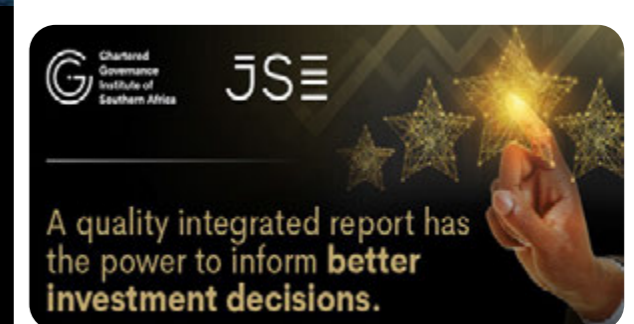 Chartered
Governance
Institute of
Southern Africa
JSE
A quality integrated report has
the power to inform better
investment decisions.